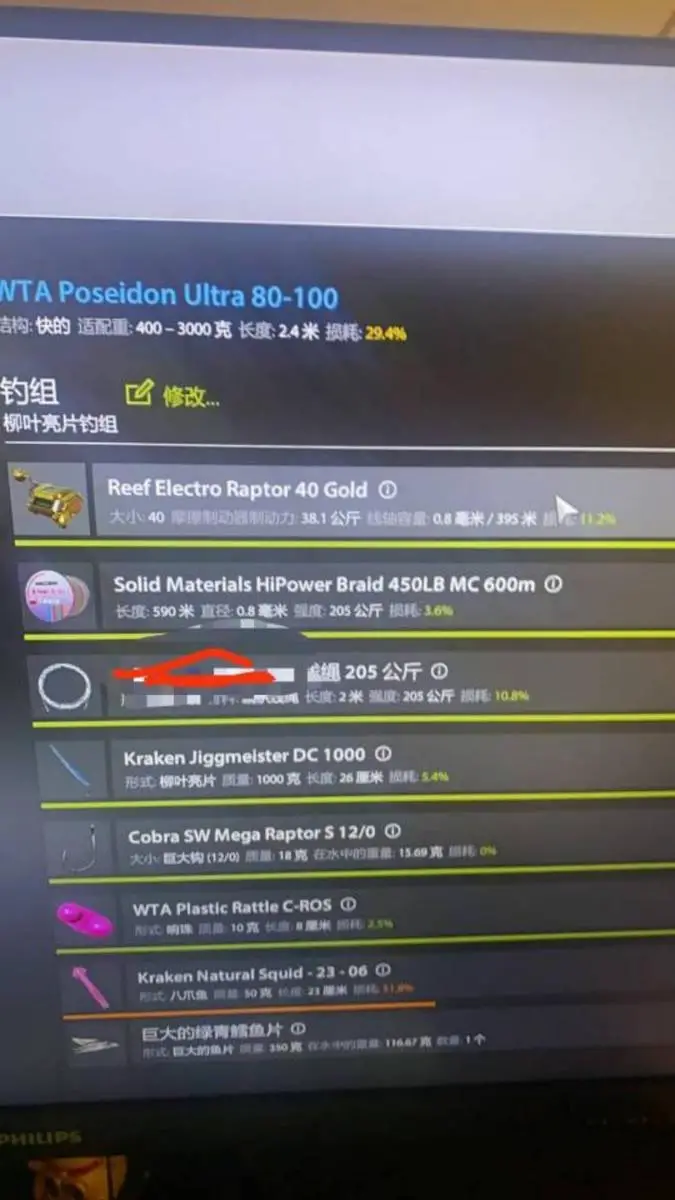 WTA Poseidon Ultra 80-100
结构: 快的 适配重: 400 – 3000 克 长度: 2.4 米 损耗: 29.4%
钓组 修改...
柳叶亮片钓组
Reef Electro Raptor 40 Gold
大小: 40 摩擦制动器制动力: 38.1 公斤 线轴容量: 0.8 毫米 / 395 米 11.2%
Solid Materials HiPower Braid 450LB MC 600m
长度: 590 米 直径: 0.8 毫米 强度: 205 公斤 损耗: 3.6%
绳 205 公斤
长度: 2 米 强度: 205 公斤 损耗: 10.8%
Kraken Jiggmeister DC 1000
形式: 柳叶亮片 质量: 1000 克 长度: 26 厘米 损耗: 5.4%
Cobra SW Mega Raptor S 12/0
大小: 巨大钩 (12/0) 质量: 18 克 在水中的重量: 15.69 克 损耗: 0%
WTA Plastic Rattle C-ROS
形式: 响珠 质量: 10 克 长度: 8 厘米 损耗: 2.5%
Kraken Natural Squid - 23 - 06
形式: 八爪鱼 质量: 50 克 长度: 23 厘米 损耗:
巨大的绿青鳕鱼片
形式: 巨大的鱼片 质量: 350 克 在水中的重量: 116.67 克 数量: 1 个
PHILIPS